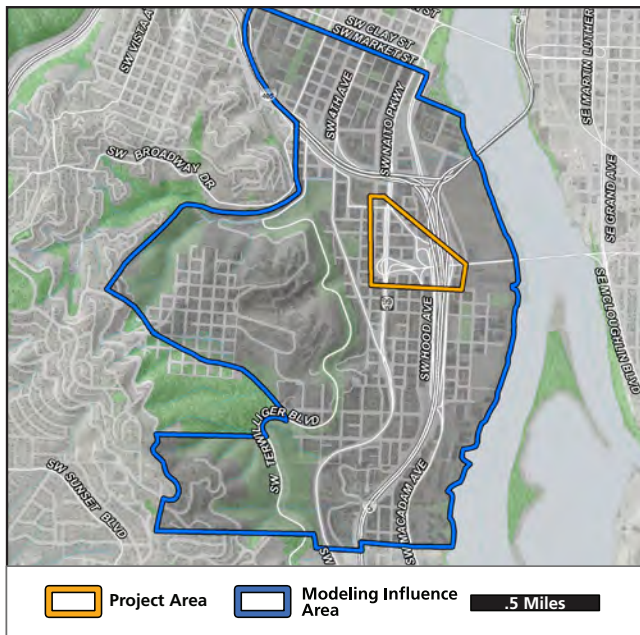 SW CLAY ST
SW MARKET ST
SW VISTA AV
SW 4TH AVE
SW NAITO PKWY
SE MARTIN LUTHER
SE GRAND AVE
SW BROADWAY DR
SE MCLOUGHLIN BLVD
SW HOOD AVE
SW TERWILLIGER BLVD
SW SUNSET BLVD
SW MACADAM AVE
SW
Project Area
Modeling Influence
Area
.5 Miles